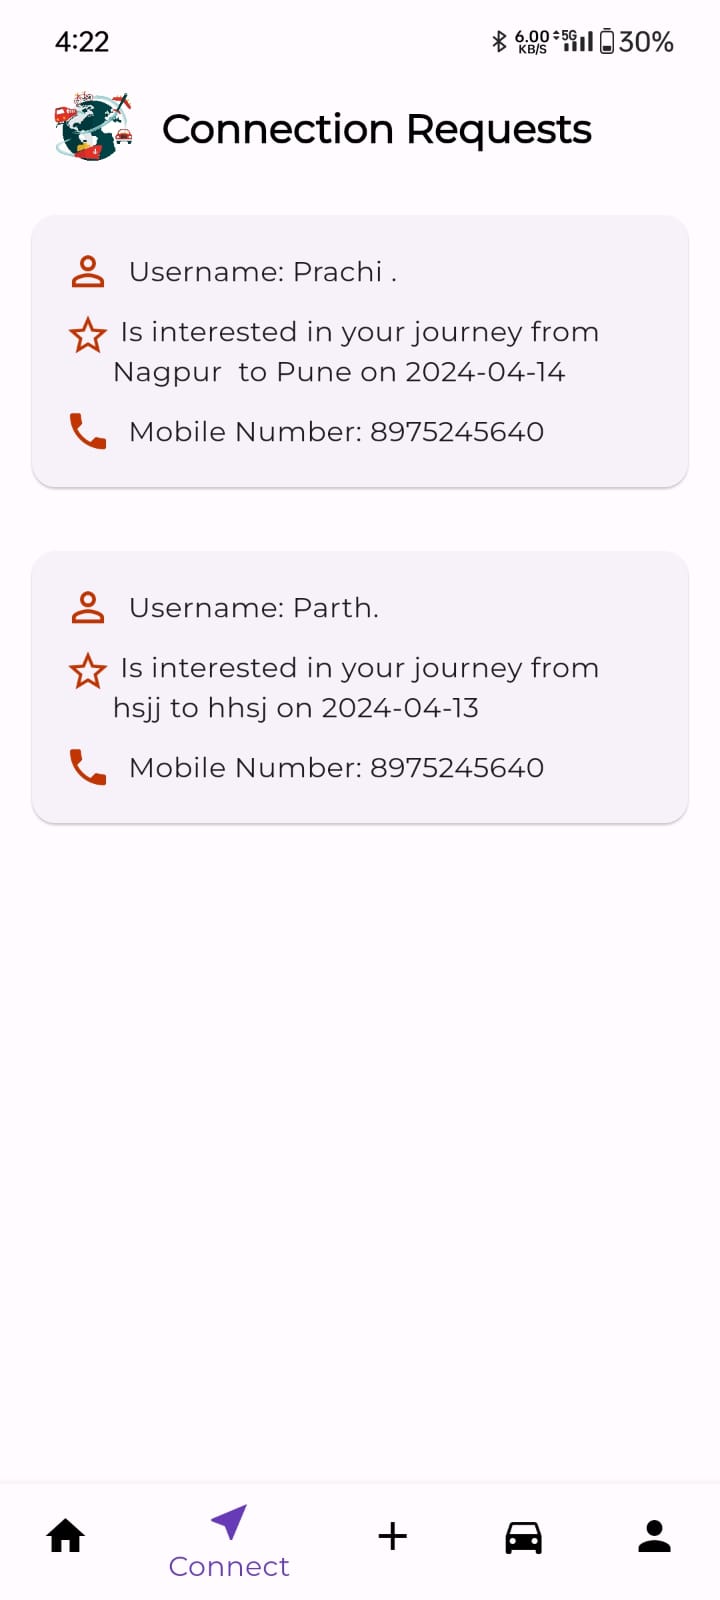 4:22
6.00 KB/S 5G 30%
Connection Requests
Username: Prachi .
Is interested in your journey from
Nagpur  to Pune on 2024-04-14
Mobile Number: 8975245640
Username: Parth.
Is interested in your journey from
hsjj to hhsj on 2024-04-13
Mobile Number: 8975245640
Connect